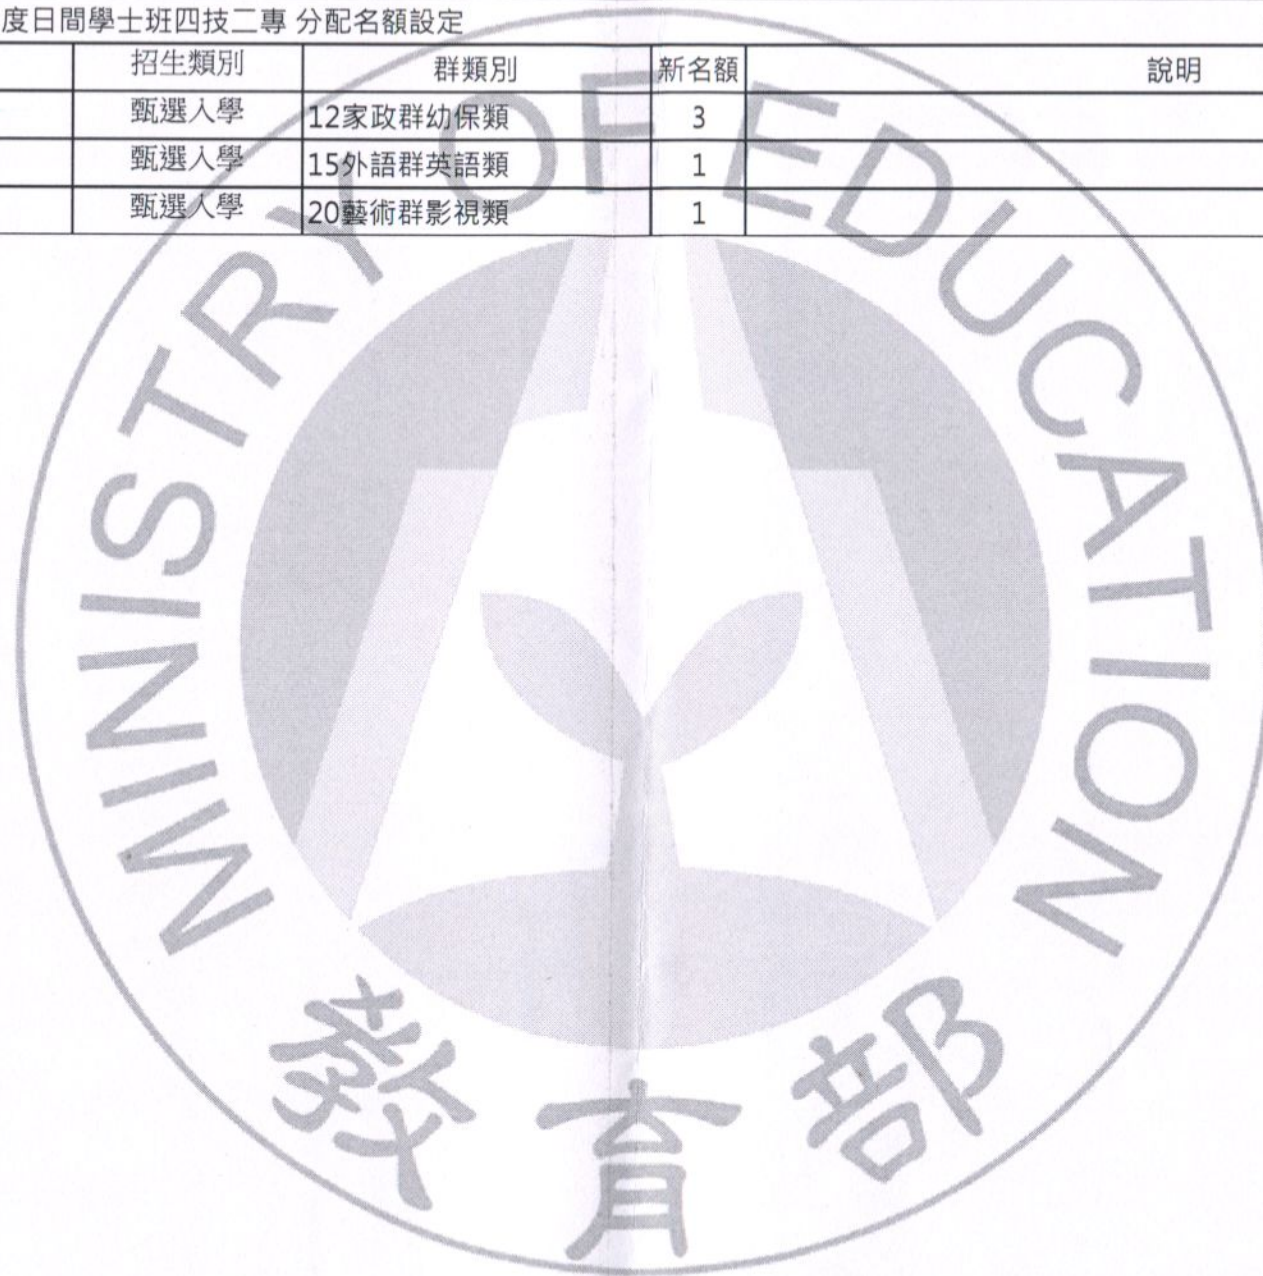 度日間學士班四技二專 分配名額設定
招生類別 群類別 新名額 說明
甄選入學 12家政群幼保類 3
甄選入學 15外語群英語類 1
甄選入學 20藝術群影視類 1
MINISTRY OF EDUCATION
教育部